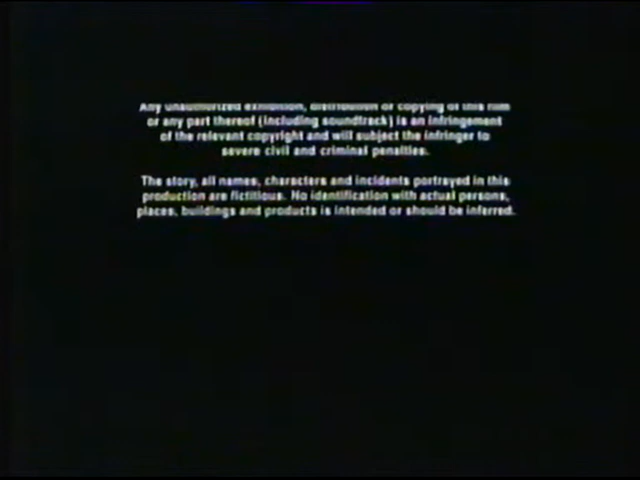 Any unauthorized exhibition, distribution or copying of this film
or any part thereof (including soundtrack) is an infringement
of the relevant copyright and will subject the infringer to
severe civil and criminal penalties.
The story, all names, characters and incidents portrayed in this
production are fictitious. No identification with actual persons,
places, buildings and products is intended or should be inferred.